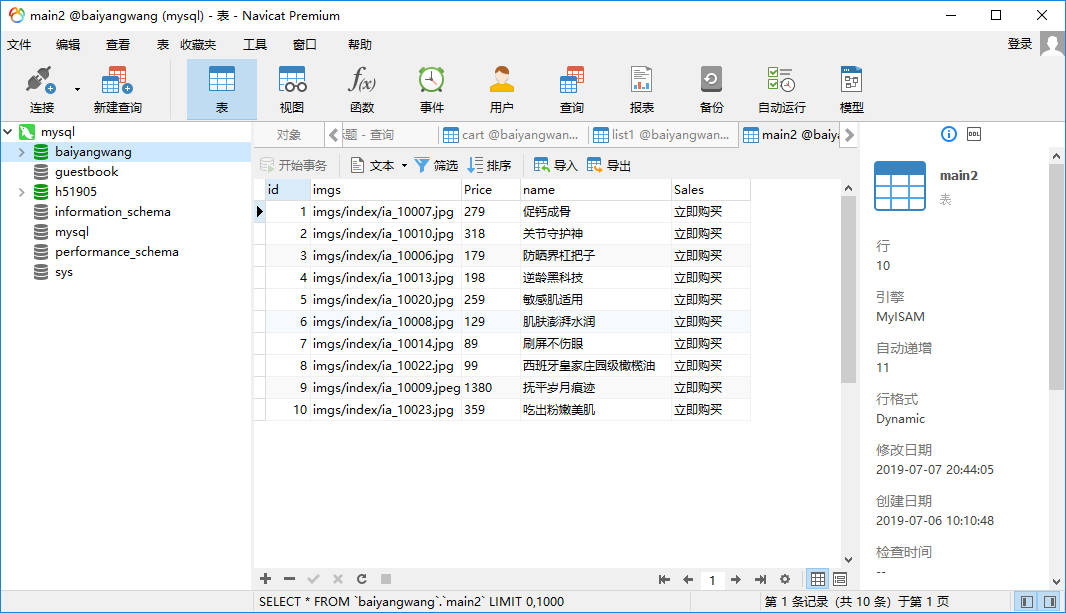 main2 @baiyangwang (mysql) - 表 - Navicat Premium
文件 编辑 查看 表 收藏夹 工具 窗口 帮助 登录
连接 新建查询 表 视图 函数 事件 用户 查询 报表 备份 自动运行 模型
mysql
baiyangwang
guestbook
h51905
information_schema
mysql
performance_schema
sys
对象 题 - 查询 cart @baiyangwan... list1 @baiyangwan... main2 @baiya
开始事务 文本 筛选 排序 导入 导出
id imgs Price name Sales
1 imgs/index/ia_10007.jpg 279 促钙成骨 立即购买
2 imgs/index/ia_10010.jpg 318 关节守护神 立即购买
3 imgs/index/ia_10006.jpg 179 防晒界杠把子 立即购买
4 imgs/index/ia_10013.jpg 198 逆龄黑科技 立即购买
5 imgs/index/ia_10020.jpg 259 敏感肌适用 立即购买
6 imgs/index/ia_10008.jpg 129 肌肤澎湃水润 立即购买
7 imgs/index/ia_10014.jpg 89 刷屏不伤眼 立即购买
8 imgs/index/ia_10022.jpg 99 西班牙皇家庄园级橄榄油 立即购买
9 imgs/index/ia_10009.jpeg 1380 抚平岁月痕迹 立即购买
10 imgs/index/ia_10023.jpg 359 吃出粉嫩美肌 立即购买
DDL
main2
表
行
10
引擎
MyISAM
自动递增
11
行格式
Dynamic
修改日期
2019-07-07 20:44:05
创建日期
2019-07-06 10:10:48
检查时间
--
1
SELECT * FROM `baiyangwang`.`main2` LIMIT 0,1000
第 1 条记录（共 10 条）于第 1 页